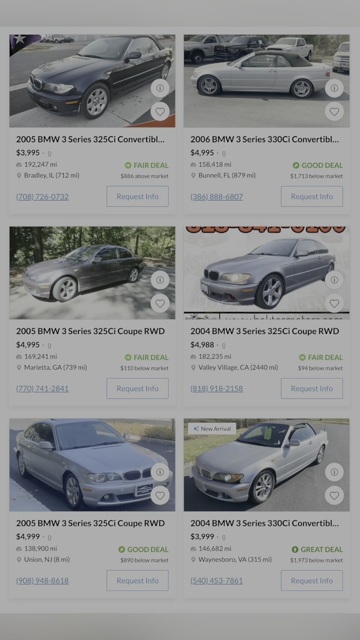 2005 BMW 3 Series 325Ci Convertibl...
$3,995
192,247 mi
FAIR DEAL
Bradley, IL (712 mi)
$886 above market
(708) 726-0732
Request Info
2006 BMW 3 Series 330Ci Convertibl...
$4,995
158,418 mi
GOOD DEAL
Bunnell, FL (879 mi)
$1,713 below market
(386) 888-6807
Request Info
2005 BMW 3 Series 325Ci Coupe RWD
$4,995
169,241 mi
FAIR DEAL
Marietta, GA (739 mi)
$110 below market
(770) 741-2841
Request Info
2004 BMW 3 Series 325Ci Coupe RWD
$4,988
182,235 mi
FAIR DEAL
Valley Village, CA (2440 mi)
$94 below market
(818) 918-2158
Request Info
2005 BMW 3 Series 325Ci Coupe RWD
$4,999
138,900 mi
GOOD DEAL
Union, NJ (8 mi)
$890 below market
(908) 948-8618
Request Info
New Arrival
2004 BMW 3 Series 330Ci Convertibl...
$3,999
146,682 mi
GREAT DEAL
Waynesboro, VA (315 mi)
$1,973 below market
(540) 453-7861
Request Info